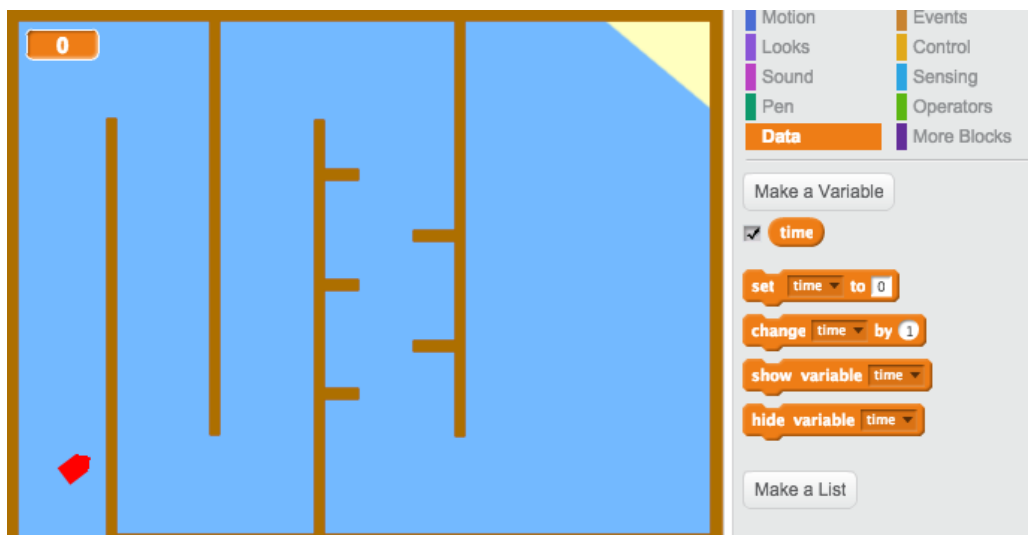 0
Motion Events
Looks Control
Sound Sensing
Pen Operators
Data More Blocks
Make a Variable
time
set time to 0
change time by 1
show variable time
hide variable time
Make a List